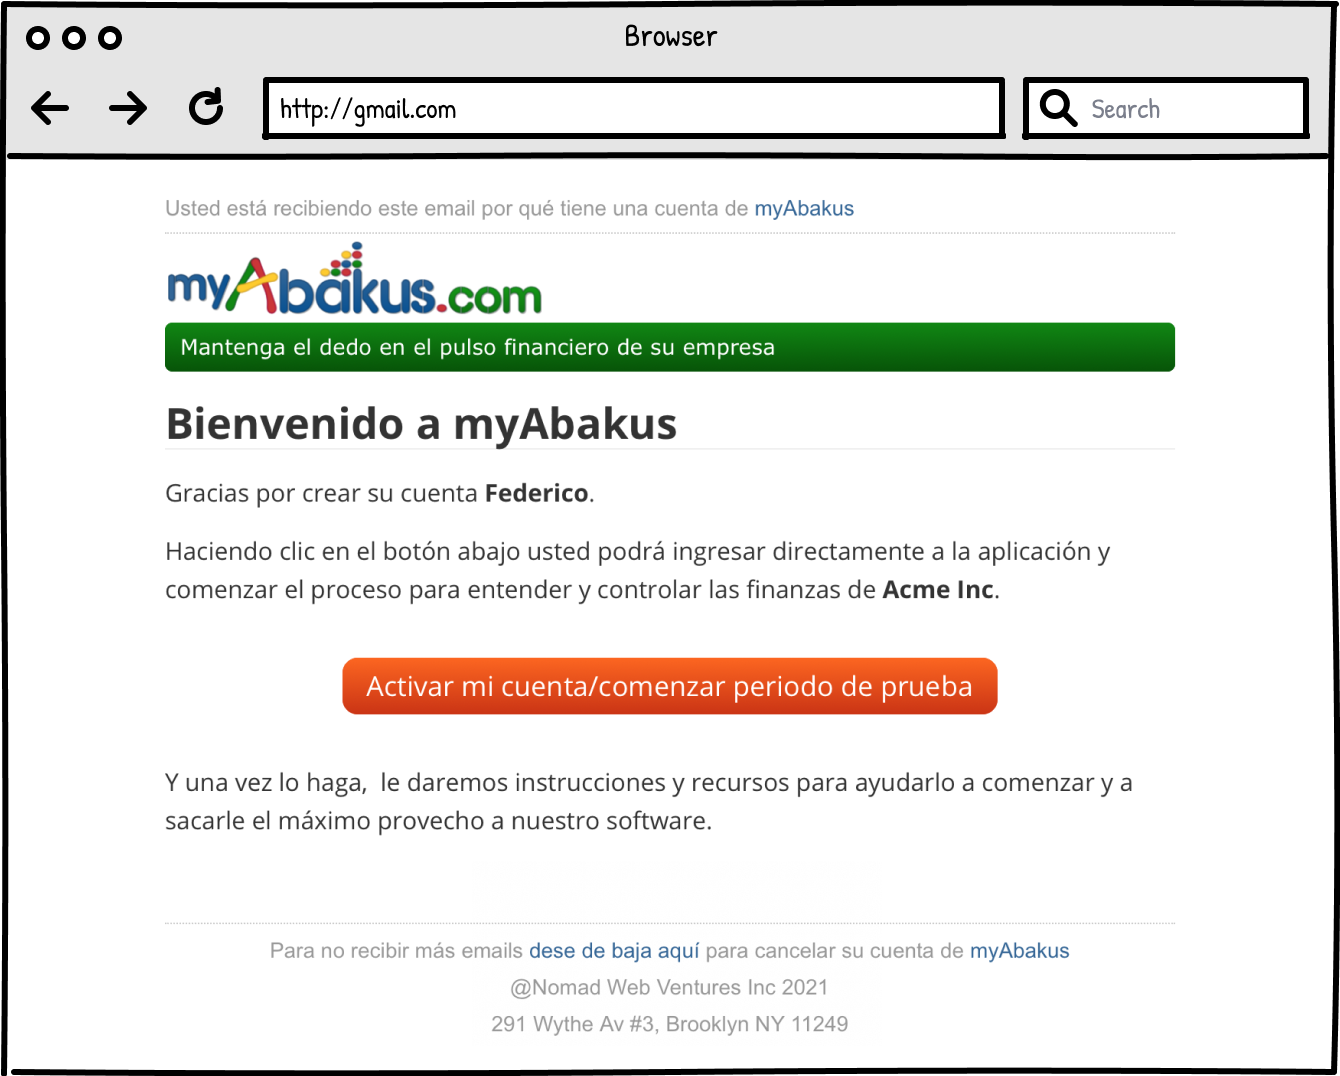 Browser
http://gmail.com
Search
Usted está recibiendo este email por qué tiene una cuenta de myAbakus
myAbakus.com
Mantenga el dedo en el pulso financiero de su empresa
Bienvenido a myAbakus
Gracias por crear su cuenta Federico.
Haciendo clic en el botón abajo usted podrá ingresar directamente a la aplicación y
comenzar el proceso para entender y controlar las finanzas de Acme Inc.
Activar mi cuenta/comenzar periodo de prueba
Y una vez lo haga,  le daremos instrucciones y recursos para ayudarlo a comenzar y a
sacarle el máximo provecho a nuestro software.
Para no recibir más emails dese de baja aquí para cancelar su cuenta de myAbakus
@Nomad Web Ventures Inc 2021
291 Wythe Av #3, Brooklyn NY 11249